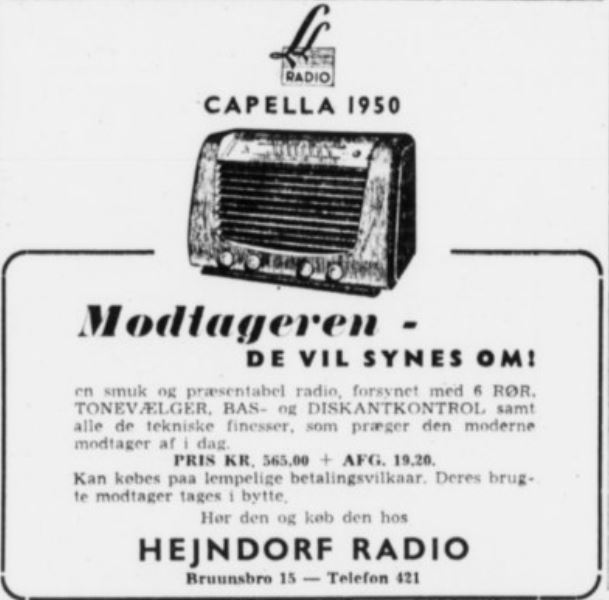 RADIO
CAPELLA 1950
Modtageren -
DE VIL SYNES OM!
en smuk og præsentabel radio, forsynet med 6 RØR,
TONEVÆLGER, BAS- og DISKANTKONTROL samt
alle de tekniske finesser, som præger den moderne
modtager af i dag.
PRIS KR. 565,00 + AFG. 19,20.
Kan købes paa lempelige betalingsvilkaar. Deres brug-
te modtager tages i bytte.
Hør den og køb den hos
HEJNDORF RADIO
Bruunsbro 15 — Telefon 421